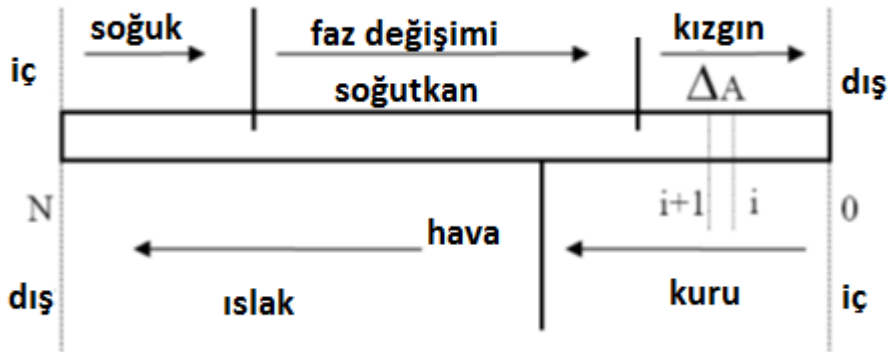 soğuk faz değişimi kızgın
iç soğutkan ΔA dış
N i+1 i 0
hava
dış ıslak kuru iç